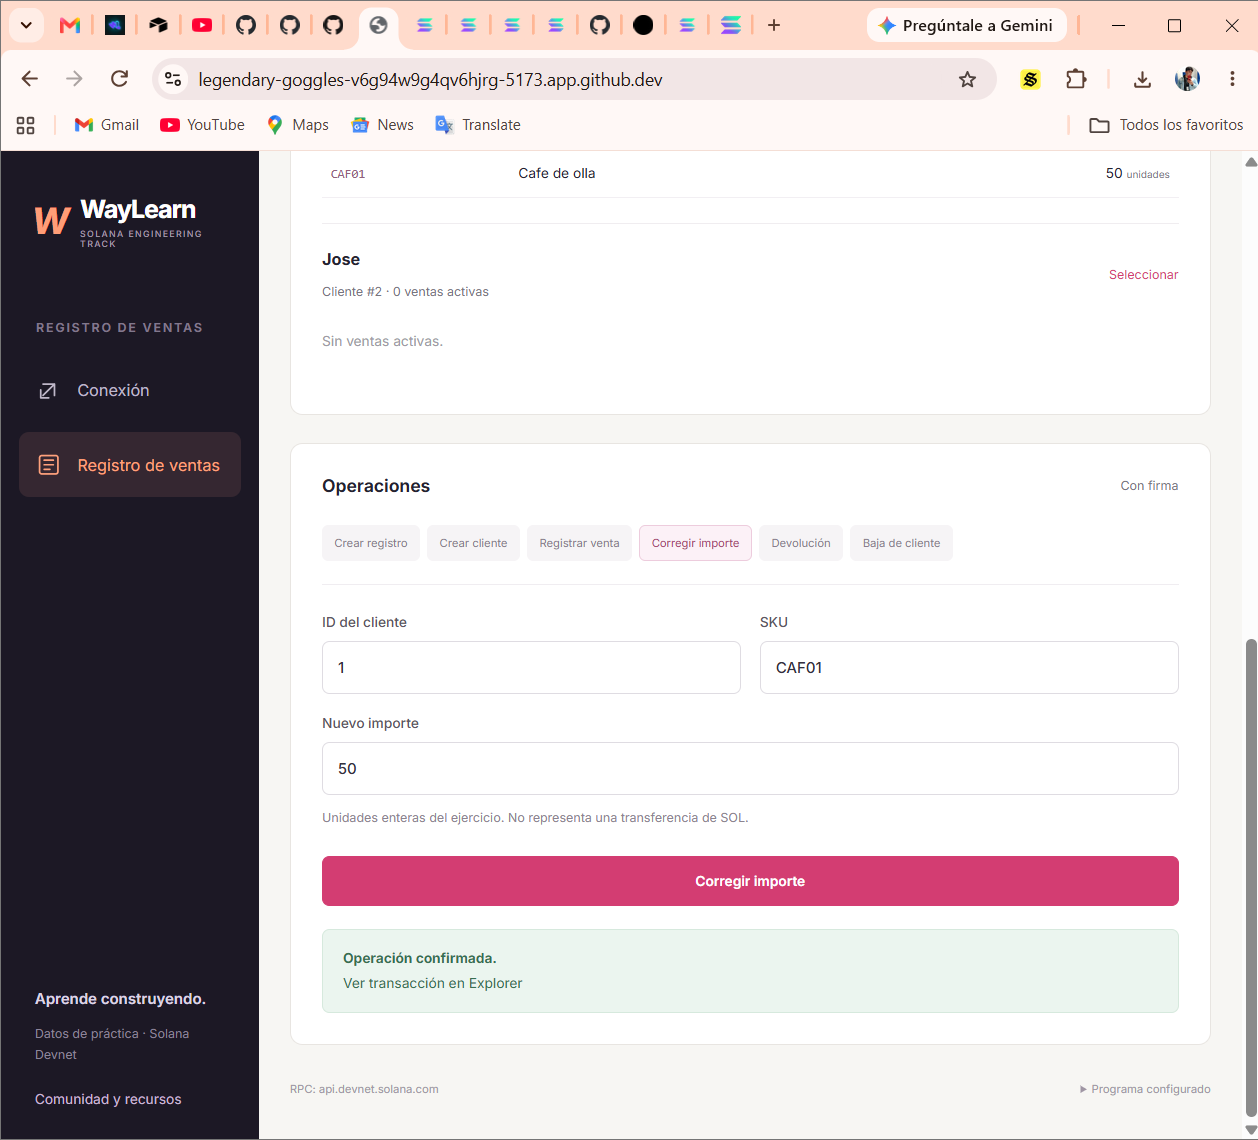 Pregúntale a Gemini
legendary-goggles-v6g94w9g4qv6hjrg-5173.app.github.dev
Gmail
YouTube
Maps
News
Translate
Todos los favoritos
W WayLearn
SOLANA ENGINEERING
TRACK
REGISTRO DE VENTAS
Conexión
Registro de ventas
Aprende construyendo.
Datos de práctica · Solana
Devnet
Comunidad y recursos
CAF01 Cafe de olla 50 unidades
Jose
Seleccionar
Cliente #2 · 0 ventas activas
Sin ventas activas.
Operaciones
Con firma
Crear registro
Crear cliente
Registrar venta
Corregir importe
Devolución
Baja de cliente
ID del cliente
SKU
1
CAF01
Nuevo importe
50
Unidades enteras del ejercicio. No representa una transferencia de SOL.
Corregir importe
Operación confirmada.
Ver transacción en Explorer
RPC: api.devnet.solana.com
Programa configurado